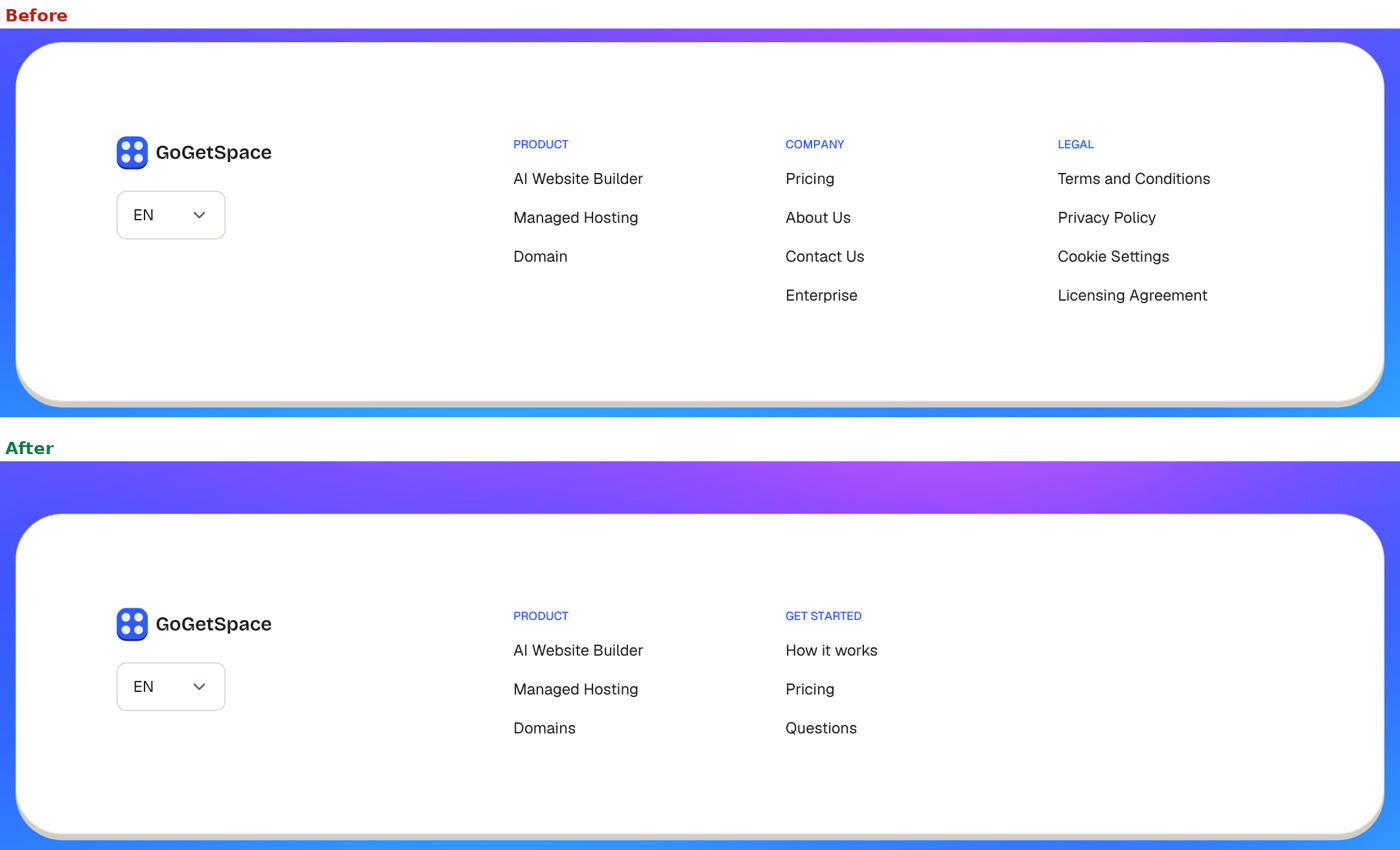 Before
GoGetSpace
EN
PRODUCT
AI Website Builder
Managed Hosting
Domain
COMPANY
Pricing
About Us
Contact Us
Enterprise
LEGAL
Terms and Conditions
Privacy Policy
Cookie Settings
Licensing Agreement
After
GoGetSpace
EN
PRODUCT
AI Website Builder
Managed Hosting
Domains
GET STARTED
How it works
Pricing
Questions